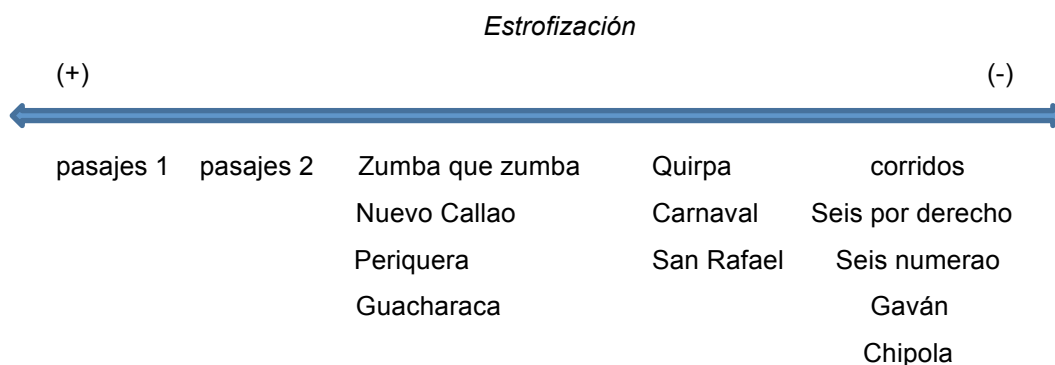 Estrofización
(+) (-)
pasajes 1 pasajes 2 Zumba que zumba Quirpa corridos
Nuevo Callao Carnaval Seis por derecho
Periquera San Rafael Seis numerao
Guacharaca Gaván
Chipola